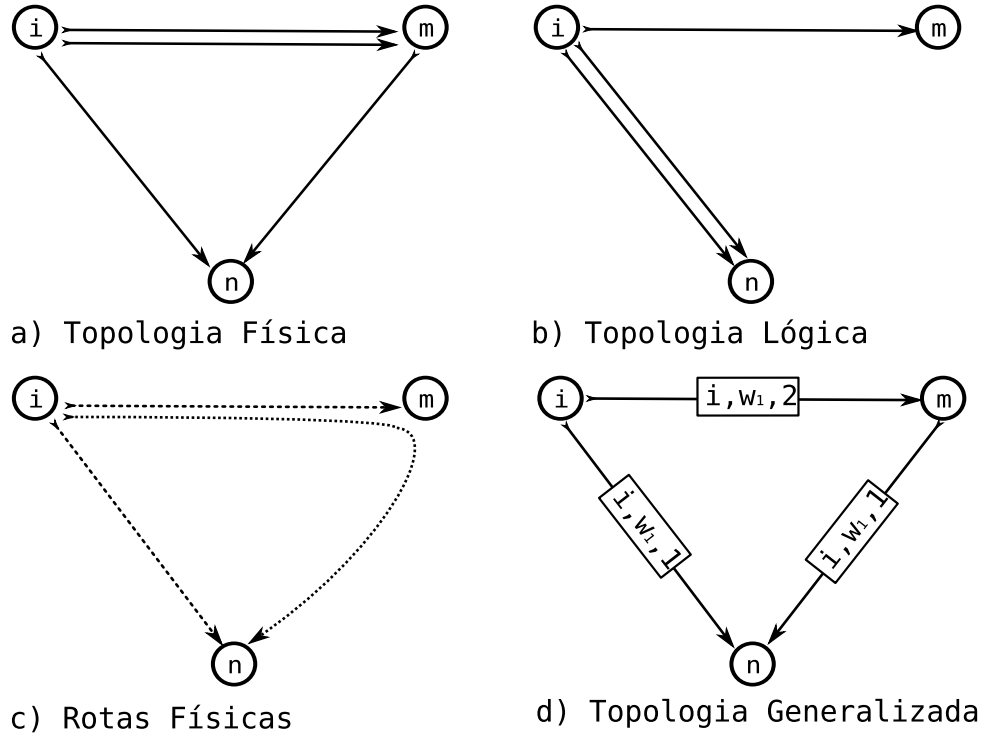 i m
n
a) Topologia Física
i m
n
b) Topologia Lógica
i m
n
c) Rotas Físicas
i i,w₁,2 m
i,w₁,1 i,w₁,1
n
d) Topologia Generalizada